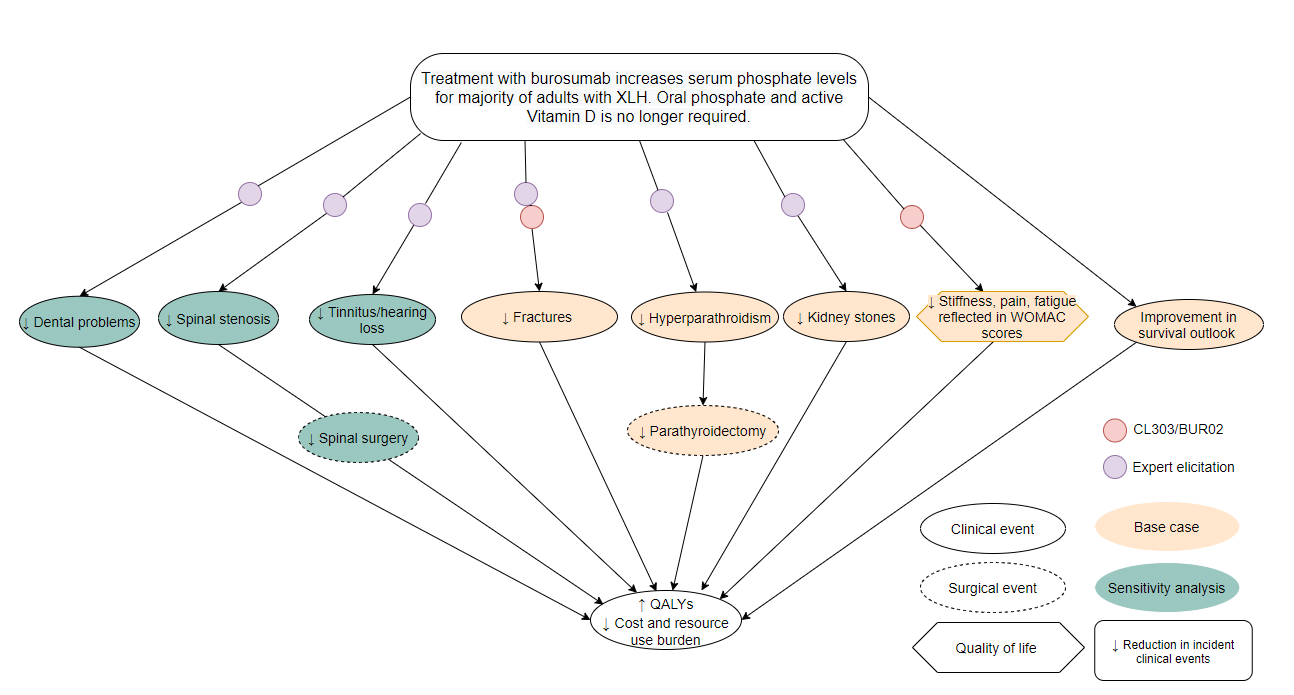 Treatment with burosumab increases serum phosphate levels
for majority of adults with XLH. Oral phosphate and active
Vitamin D is no longer required.
↓ Dental problems
↓ Spinal stenosis
↓ Tinnitus/hearing
loss
↓ Fractures
↓ Hyperparathroidism
↓ Kidney stones
↓ Stiffness, pain, fatigue
reflected in WOMAC
scores
Improvement in
survival outlook
↓ Spinal surgery
↓ Parathyroidectomy
↑ QALYs
↓ Cost and resource
use burden
CL303/BUR02
Expert elicitation
Clinical event
Base case
Surgical event
Sensitivity analysis
Quality of life
↓ Reduction in incident
clinical events